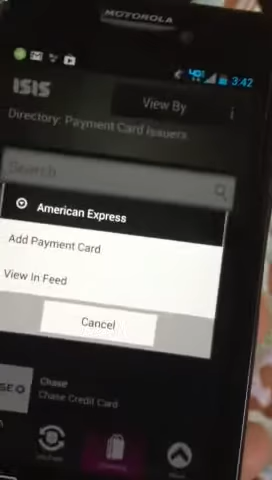 MOTOROLA
4G
3:42
ISIS
View By
Directory: Payment Card Issuers
Search
American Express
Add Payment Card
View In Feed
Cancel
Chase
Chase Credit Card